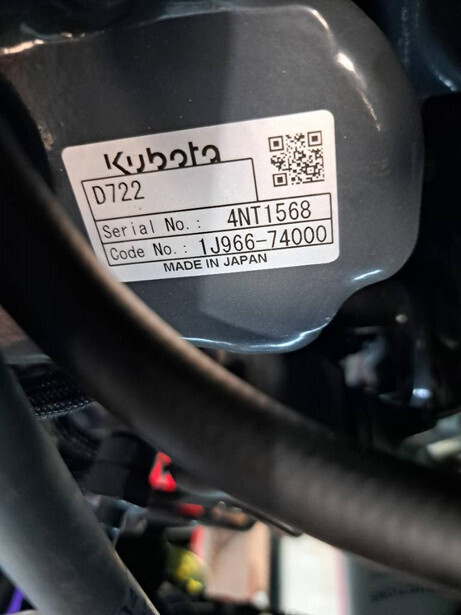 Kubota
D722
Serial No.: 4NT1568
Code No.: 1J966-74000
MADE IN JAPAN